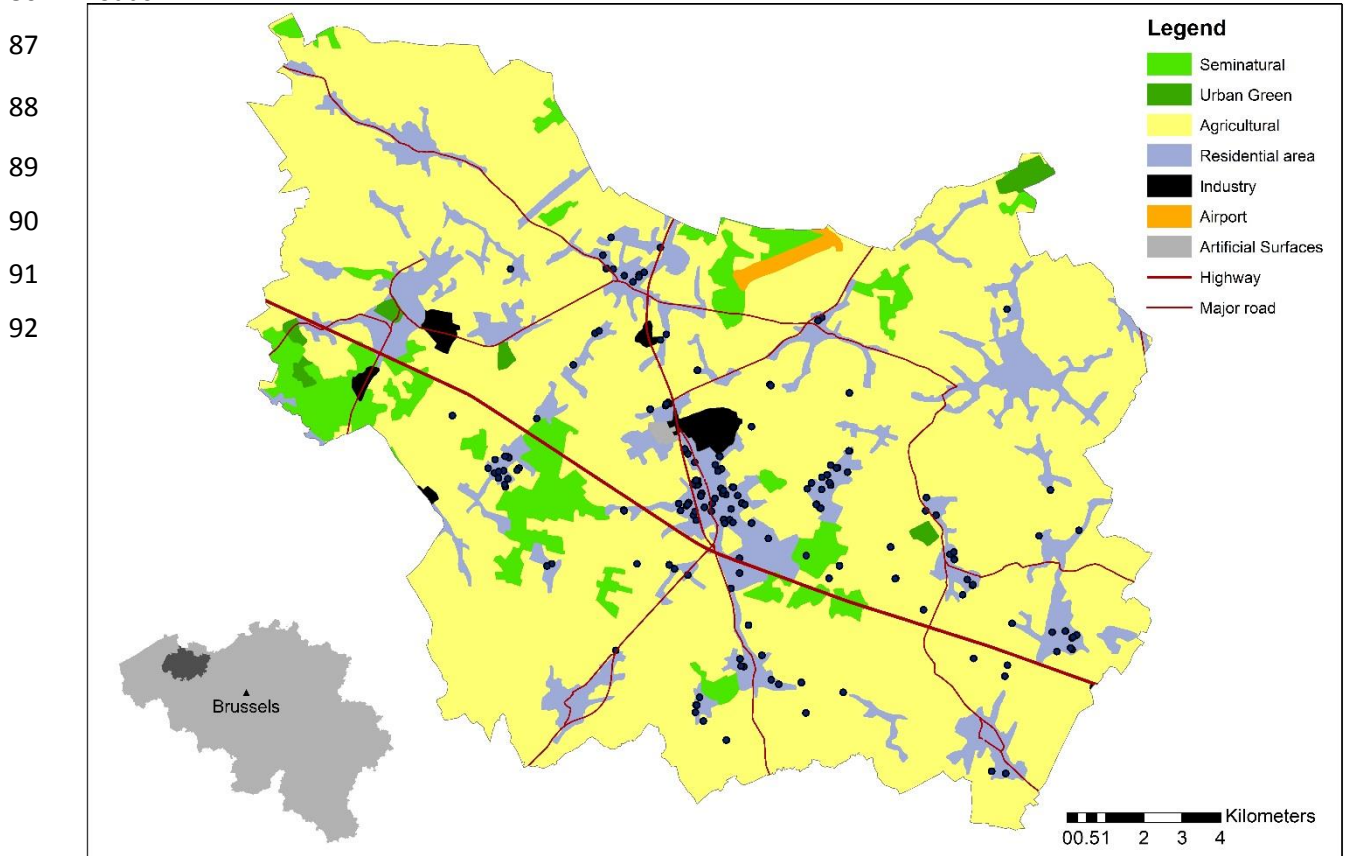 87
88
89
90
91
92
Legend
Seminatural
Urban Green
Agricultural
Residential area
Industry
Airport
Artificial Surfaces
Highway
Major road
Brussels
Kilometers
00.51 2 3 4